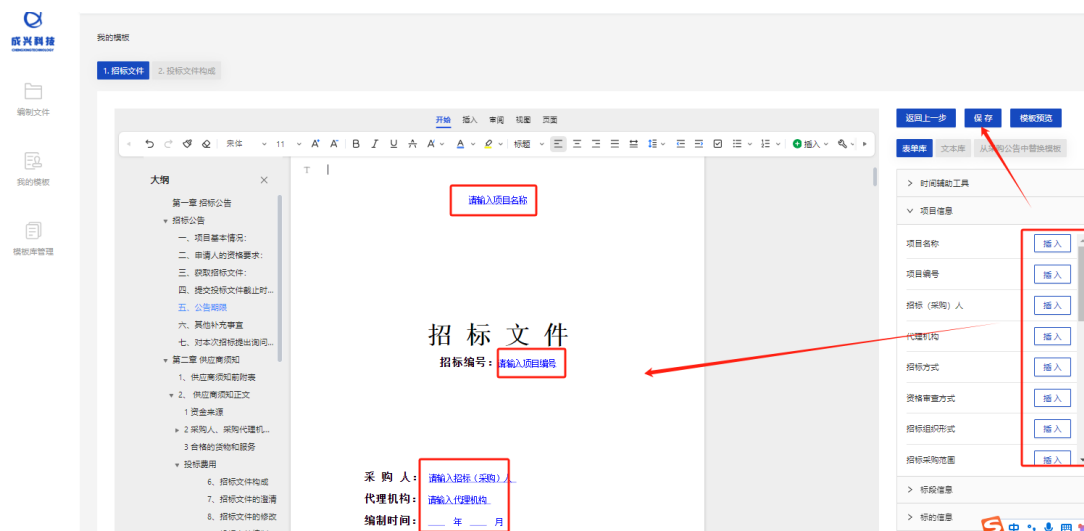 成兴科技
我的模板
1. 招标文件 2. 投标文件构成
编制文件
我的模板
模板库管理
开始 插入 审阅 视图 页面
宋体 11 B I U A A 标题 插入
大纲
第一章 招标公告
招标公告
一、项目基本情况：
二、申请人的资格要求：
三、获取招标文件：
四、提交投标文件截止时...
五、公告期限
六、其他补充事宜
七、对本次招标提出询问...
第二章 供应商须知
1、供应商须知前附表
2、供应商须知正文
1 资金来源
2 采购人、采购代理机...
3 合格的货物和服务
投标费用
6、招标文件构成
7、招标文件的澄清
8、招标文件的修改
请输入项目名称
招 标 文 件
招标编号：请输入项目编号
采 购 人：请输入招标（采购）人
代理机构：请输入代理机构
编制时间：____ 年 ____ 月
返回上一步 保 存 模板预览
表单库 文本库 从采购公告中替换模板
时间辅助工具
项目信息
项目名称 插 入
项目编号 插 入
招标（采购）人 插 入
代理机构 插 入
招标方式 插 入
资格审查方式 插 入
招标组织形式 插 入
招标采购范围 插 入
标段信息
标的信息
中